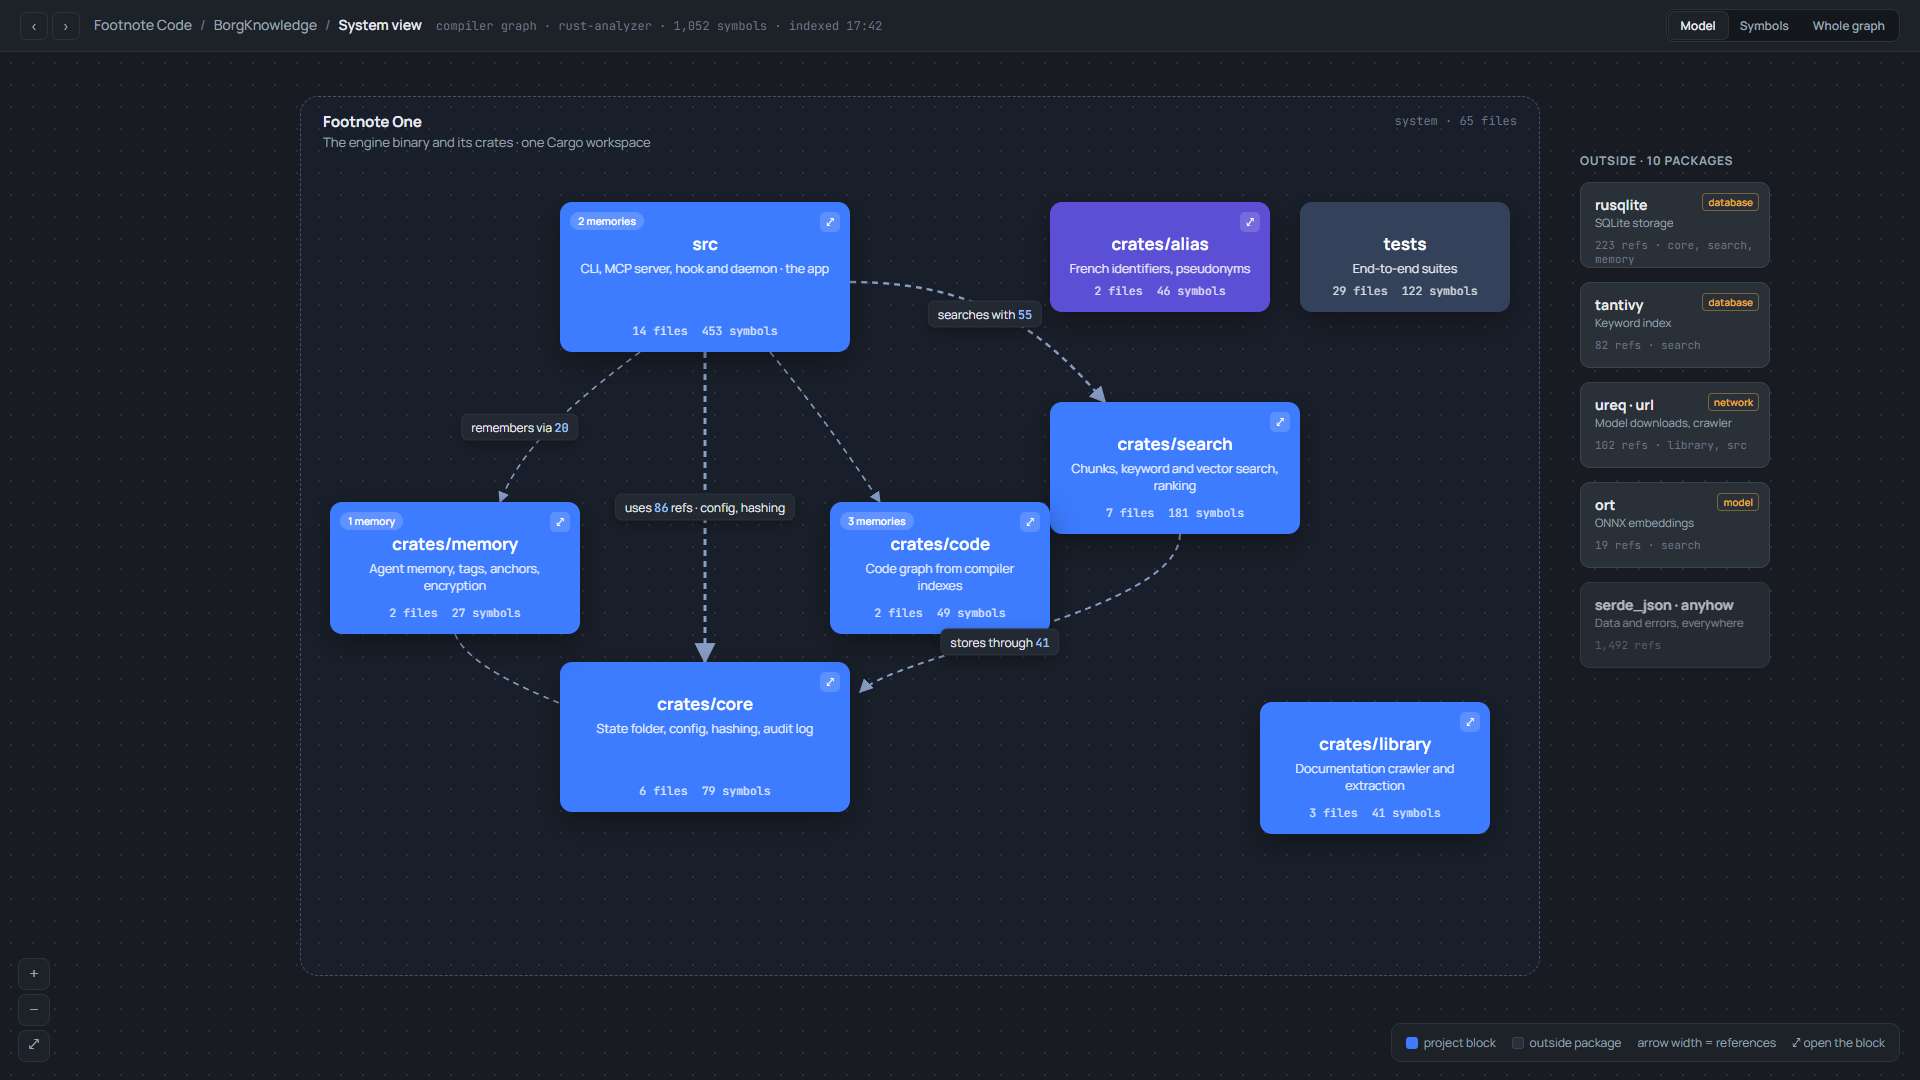 ‹ › Footnote Code / BorgKnowledge / System view compiler graph · rust-analyzer · 1,052 symbols · indexed 17:42
Model Symbols Whole graph
Footnote One
The engine binary and its crates · one Cargo workspace
system · 65 files
2 memories
src
CLI, MCP server, hook and daemon · the app
14 files 453 symbols
crates/alias
French identifiers, pseudonyms
2 files 46 symbols
tests
End-to-end suites
29 files 122 symbols
searches with 55
remembers via 20
uses 86 refs · config, hashing
crates/search
Chunks, keyword and vector search,
ranking
7 files 181 symbols
1 memory
crates/memory
Agent memory, tags, anchors,
encryption
2 files 27 symbols
3 memories
crates/code
Code graph from compiler
indexes
2 files 49 symbols
stores through 41
crates/core
State folder, config, hashing, audit log
6 files 79 symbols
crates/library
Documentation crawler and
extraction
3 files 41 symbols
OUTSIDE · 10 PACKAGES
rusqlite
database
SQLite storage
223 refs · core, search,
memory
tantivy
database
Keyword index
82 refs · search
ureq · url
network
Model downloads, crawler
102 refs · library, src
ort
model
ONNX embeddings
19 refs · search
serde_json · anyhow
Data and errors, everywhere
1,492 refs
+
−
⤢
project block outside package arrow width = references ⤢ open the block